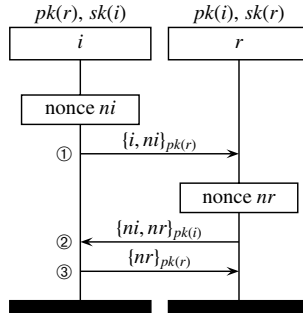 pk(r), sk(i) pk(i), sk(r)
i r
nonce ni
① {i, ni}pk(r)
nonce nr
② {ni, nr}pk(i)
③ {nr}pk(r)